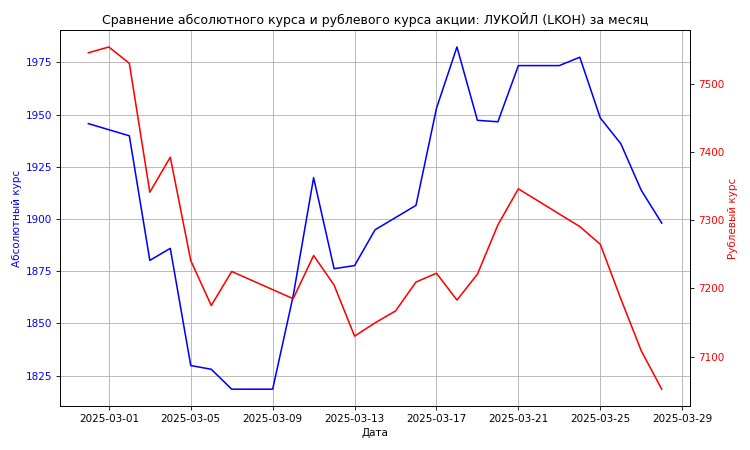 Сравнение абсолютного курса и рублевого курса акции: ЛУКОЙЛ (LKOH) за месяц
1975
1950
1925
1900
1875
1850
1825
Абсолютный курс
7500
7400
7300
7200
7100
Рублевый курс
2025-03-01 2025-03-05 2025-03-09 2025-03-13 2025-03-17 2025-03-21 2025-03-25 2025-03-29
Дата